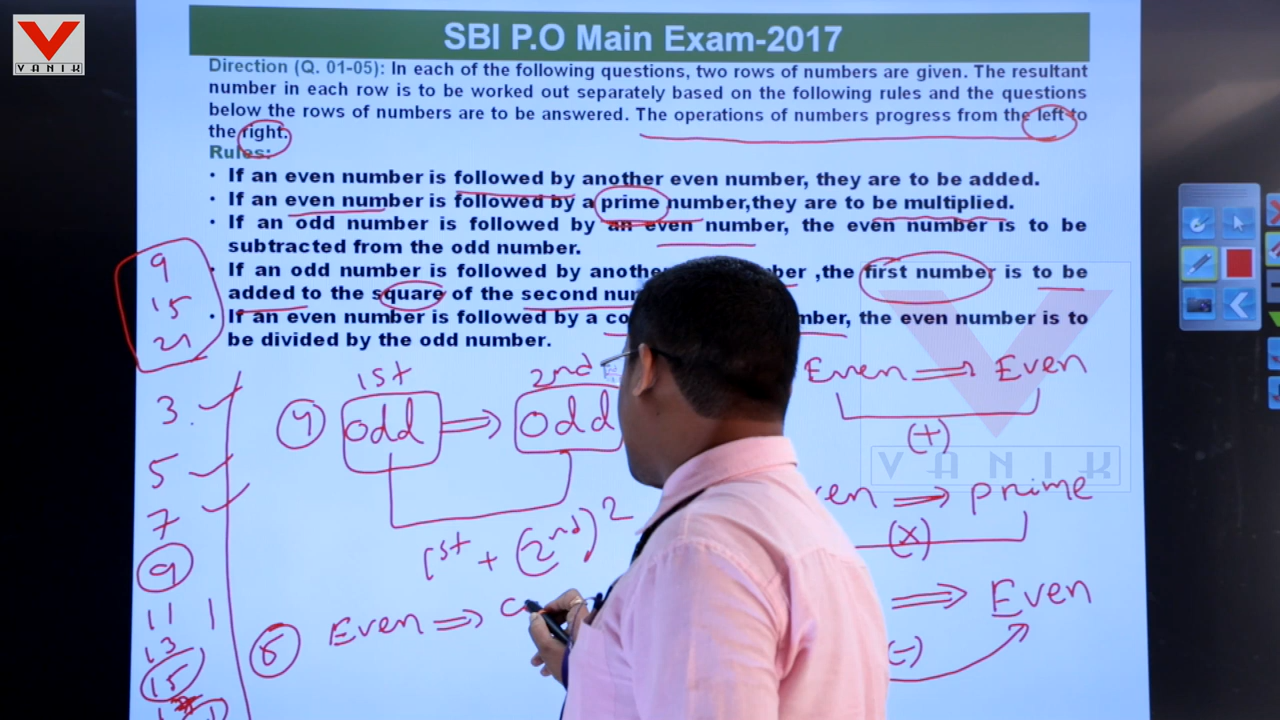 VANIK
SBI P.O Main Exam-2017
Direction (Q. 01-05): In each of the following questions, two rows of numbers are given. The resultant
number in each row is to be worked out separately based on the following rules and the questions
below the rows of numbers are to be answered. The operations of numbers progress from the left to
the right.
Rules:
· If an even number is followed by another even number, they are to be added.
· If an even number is followed by a prime number,they are to be multiplied.
· If an odd number is followed by an even number, the even number is to be
subtracted from the odd number.
· If an odd number is followed by another ,the first number is to be
added to the square of the second
· If an even number is followed by a the even number is to
be divided by the odd number.
9
15
21
3
5
7
9
11
13
15
1st 2nd
4 odd ⇒ Odd
1st + (2nd)2
5 Even ⇒
Even ⇒ Even
(+)
VANIK
⇒ prime
(x)
⇒ Even
(-)